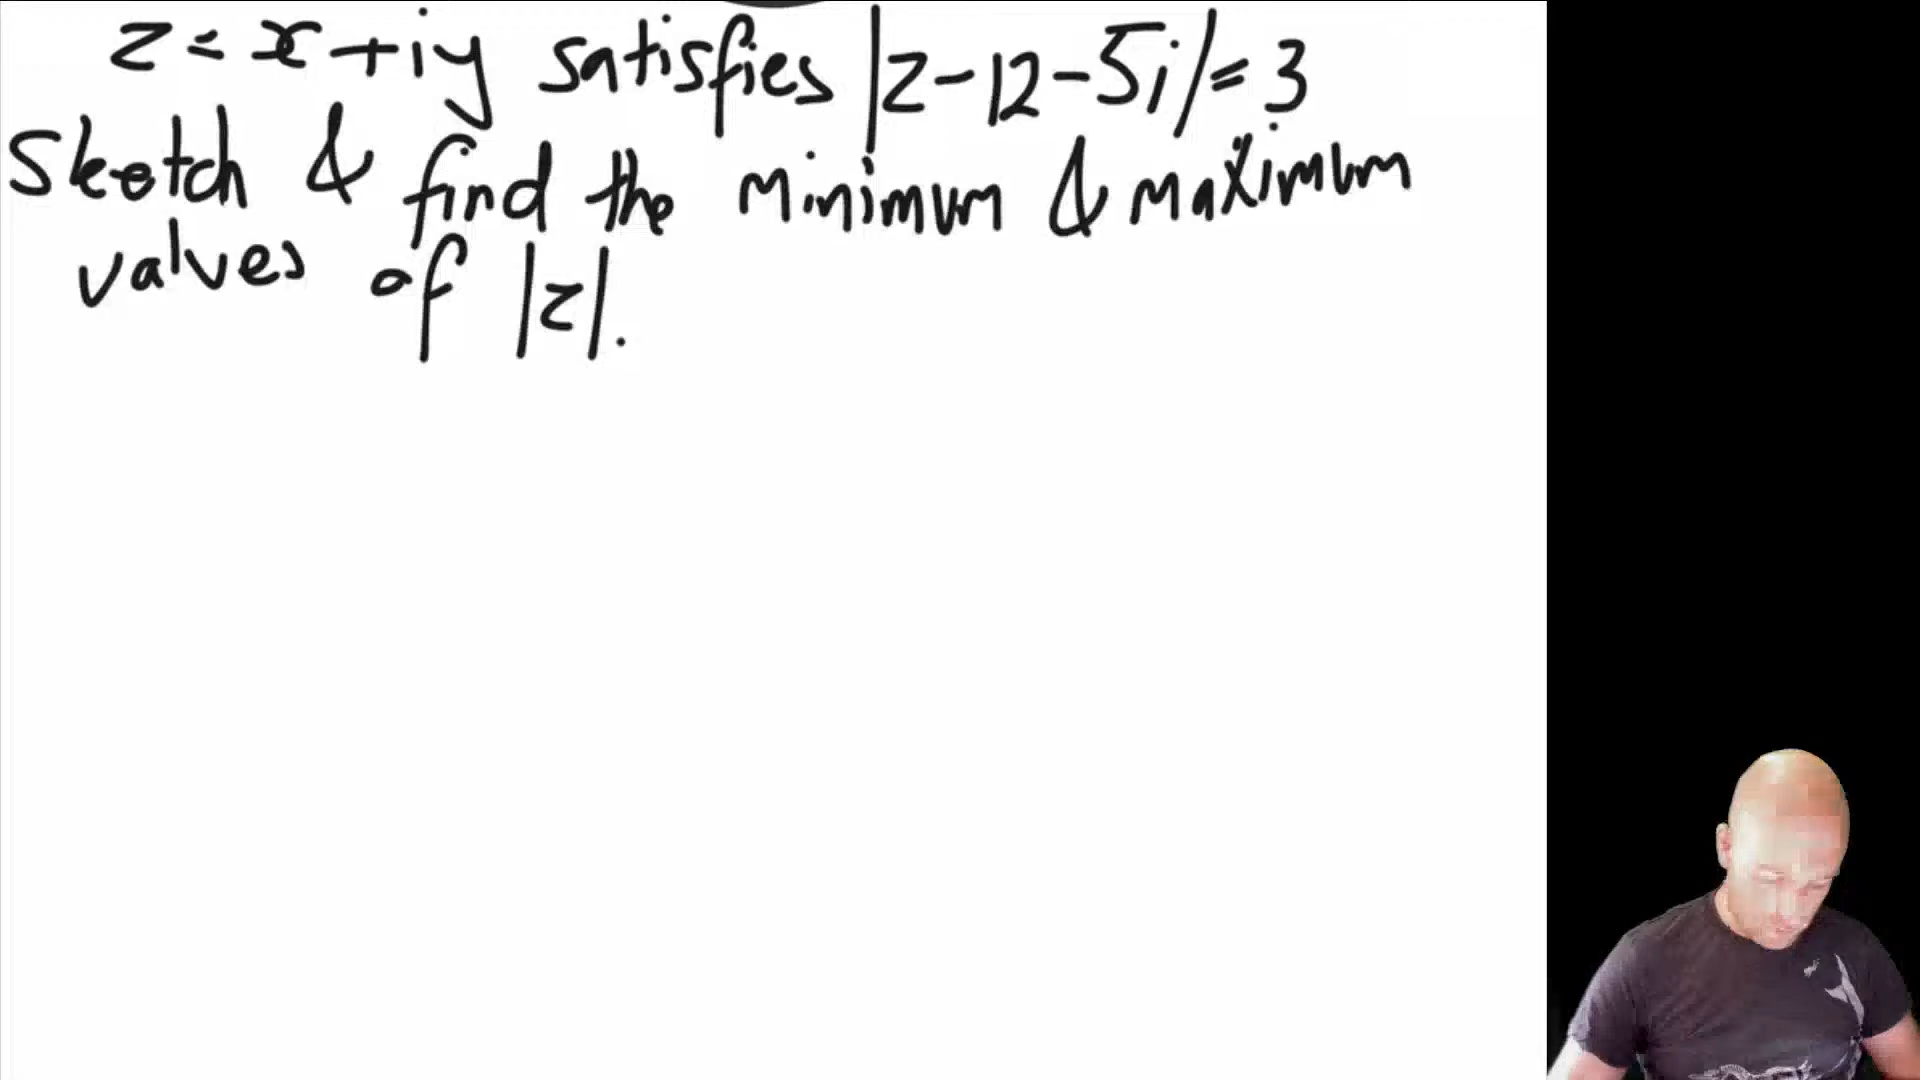 z = x + iy satisfies |z - 12 - 5i| = 3
Sketch & find the minimum & maximum
values of |z|.